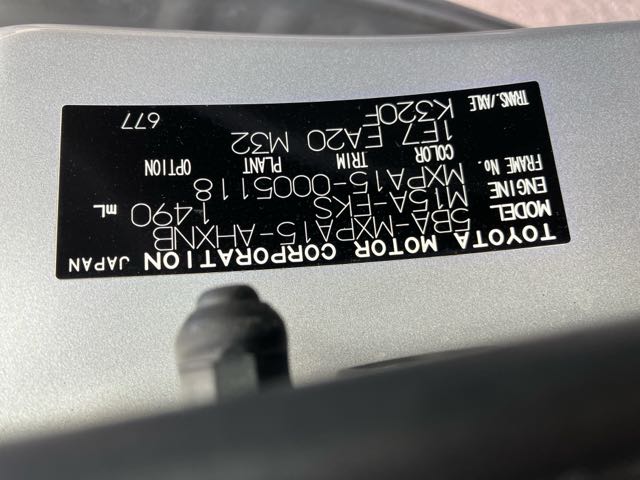 TOYOTA MOTOR CORPORATION JAPAN
MODEL 5BA-MXPA15-AHXNB
ENGINE M15A-FKS 1490 mL
FRAME No. MXPA15-0005118
COLOR TRIM PLANT OPTION
1E7 EA20 M32
TRANS./AXLE K320F
677